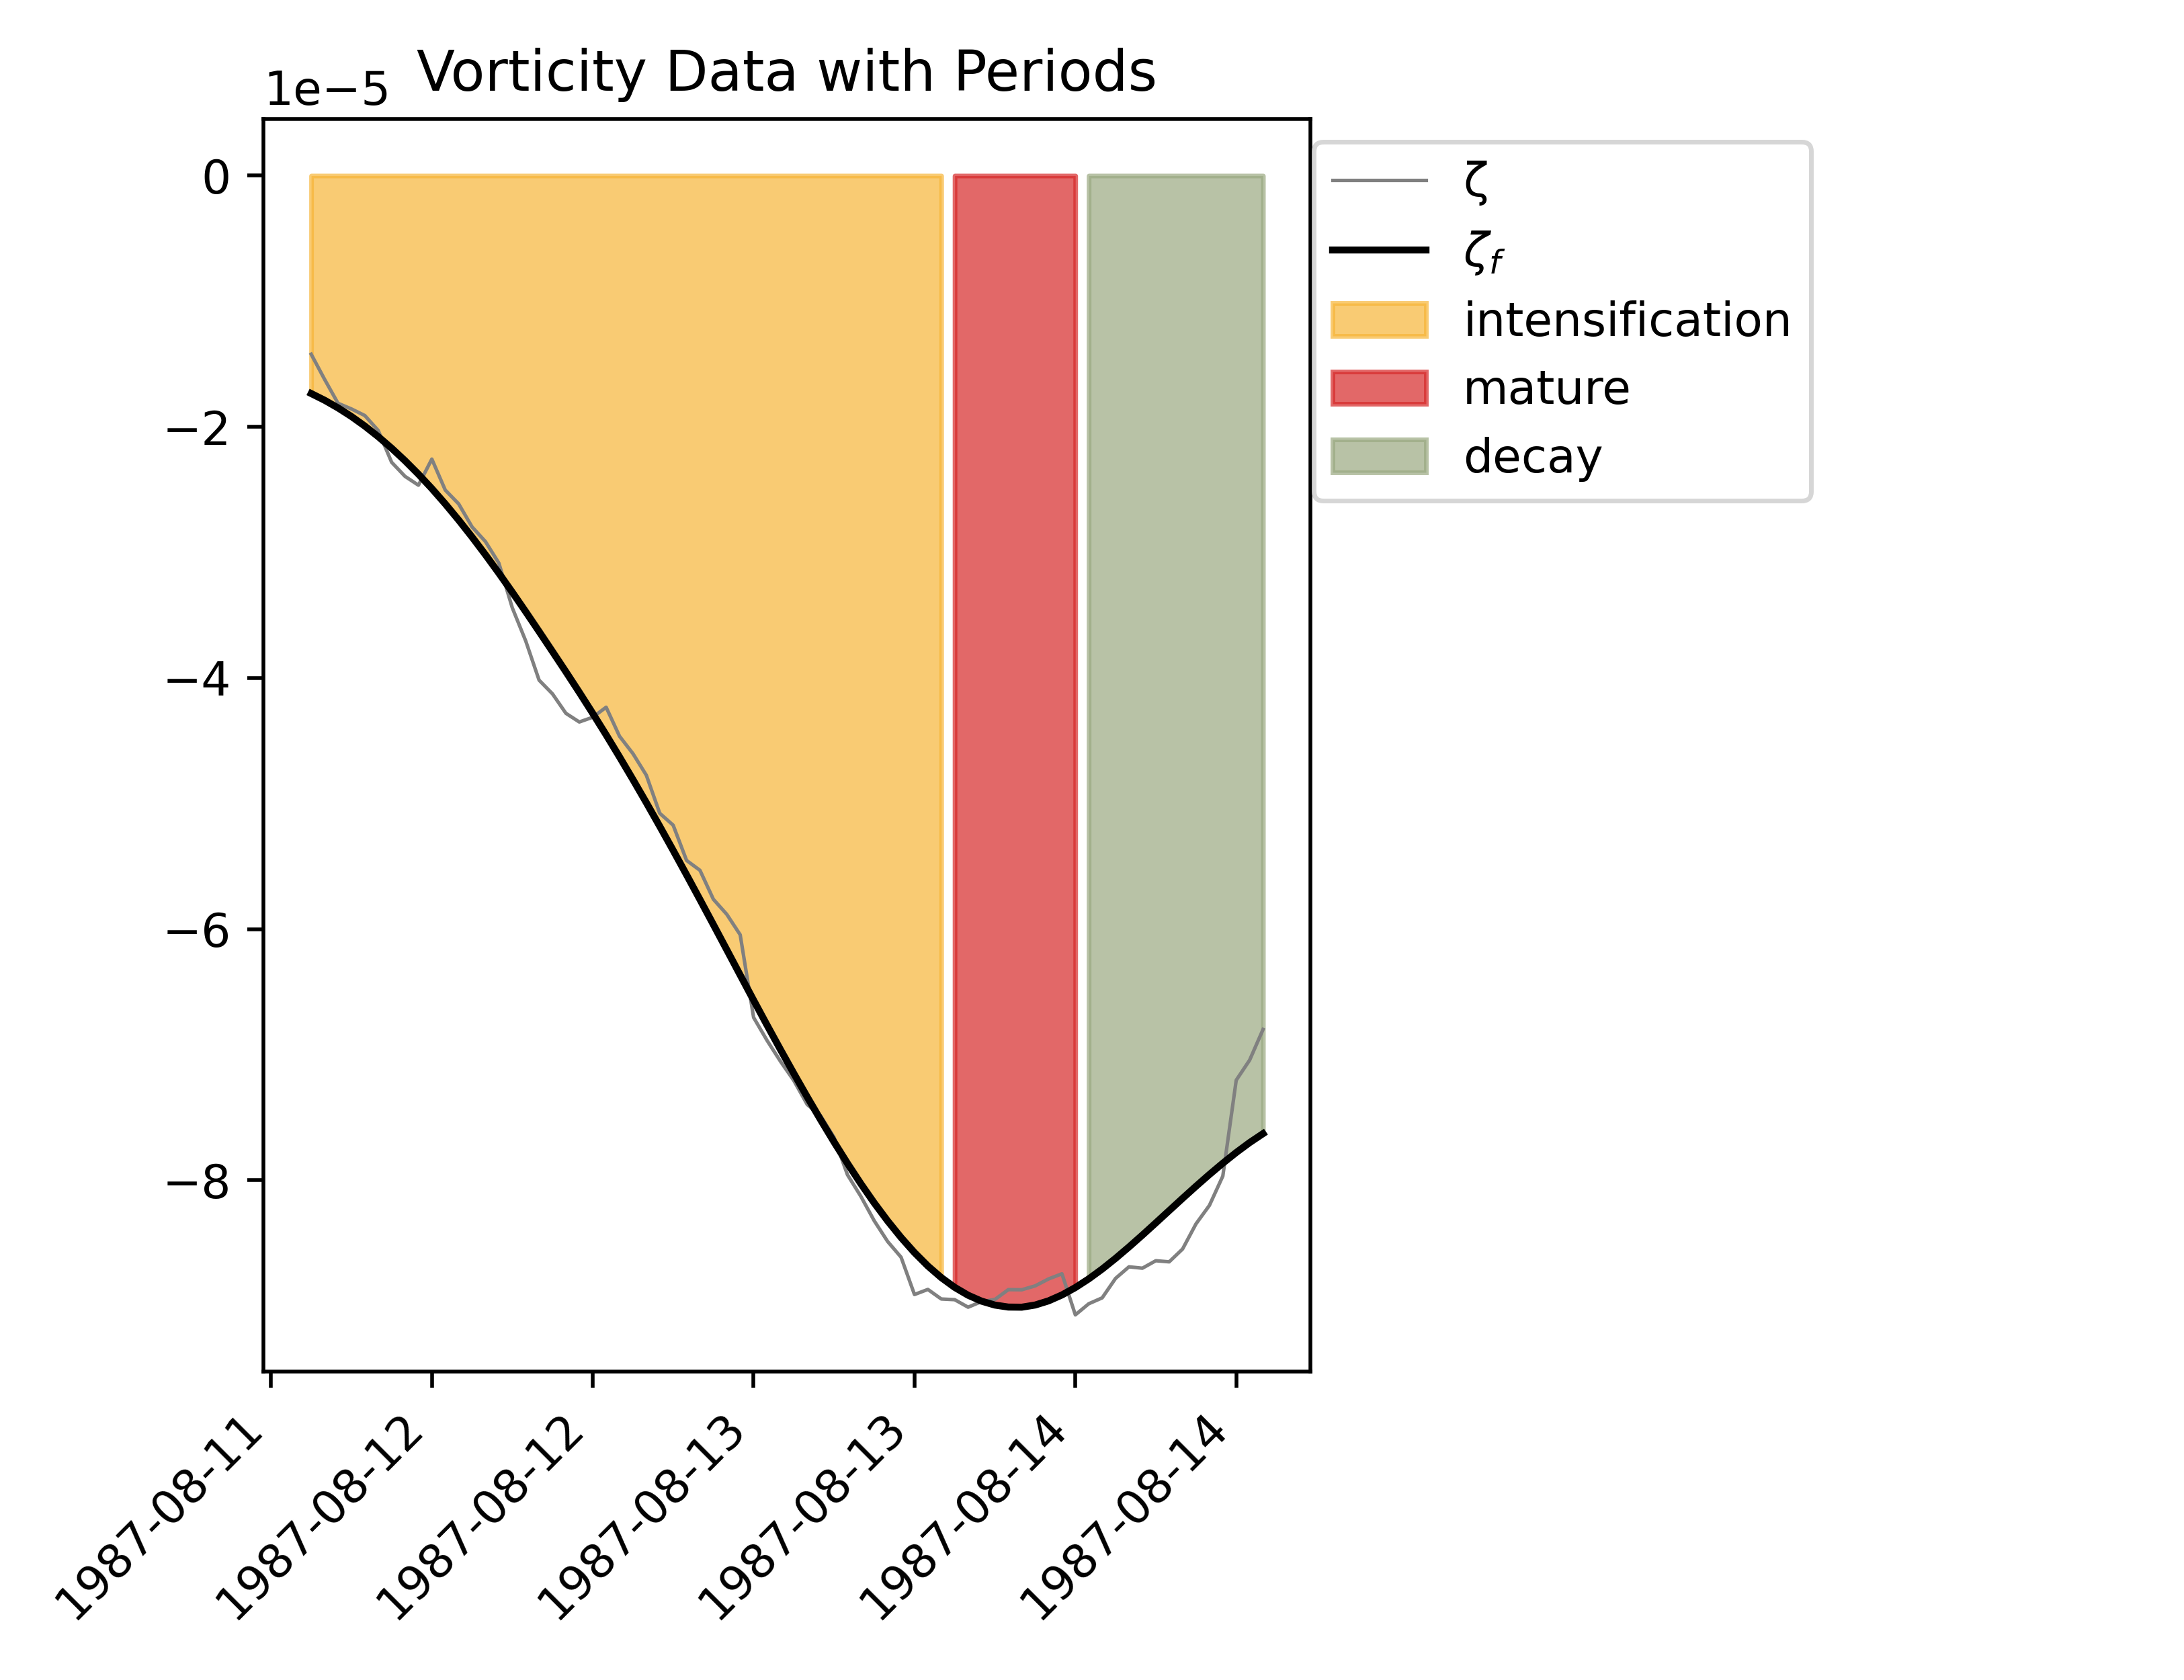 Vorticity Data with Periods
1e−5
0
−2
−4
−6
−8
1987-08-11
1987-08-12
1987-08-12
1987-08-13
1987-08-13
1987-08-14
1987-08-14
ζ
ζf
intensification
mature
decay